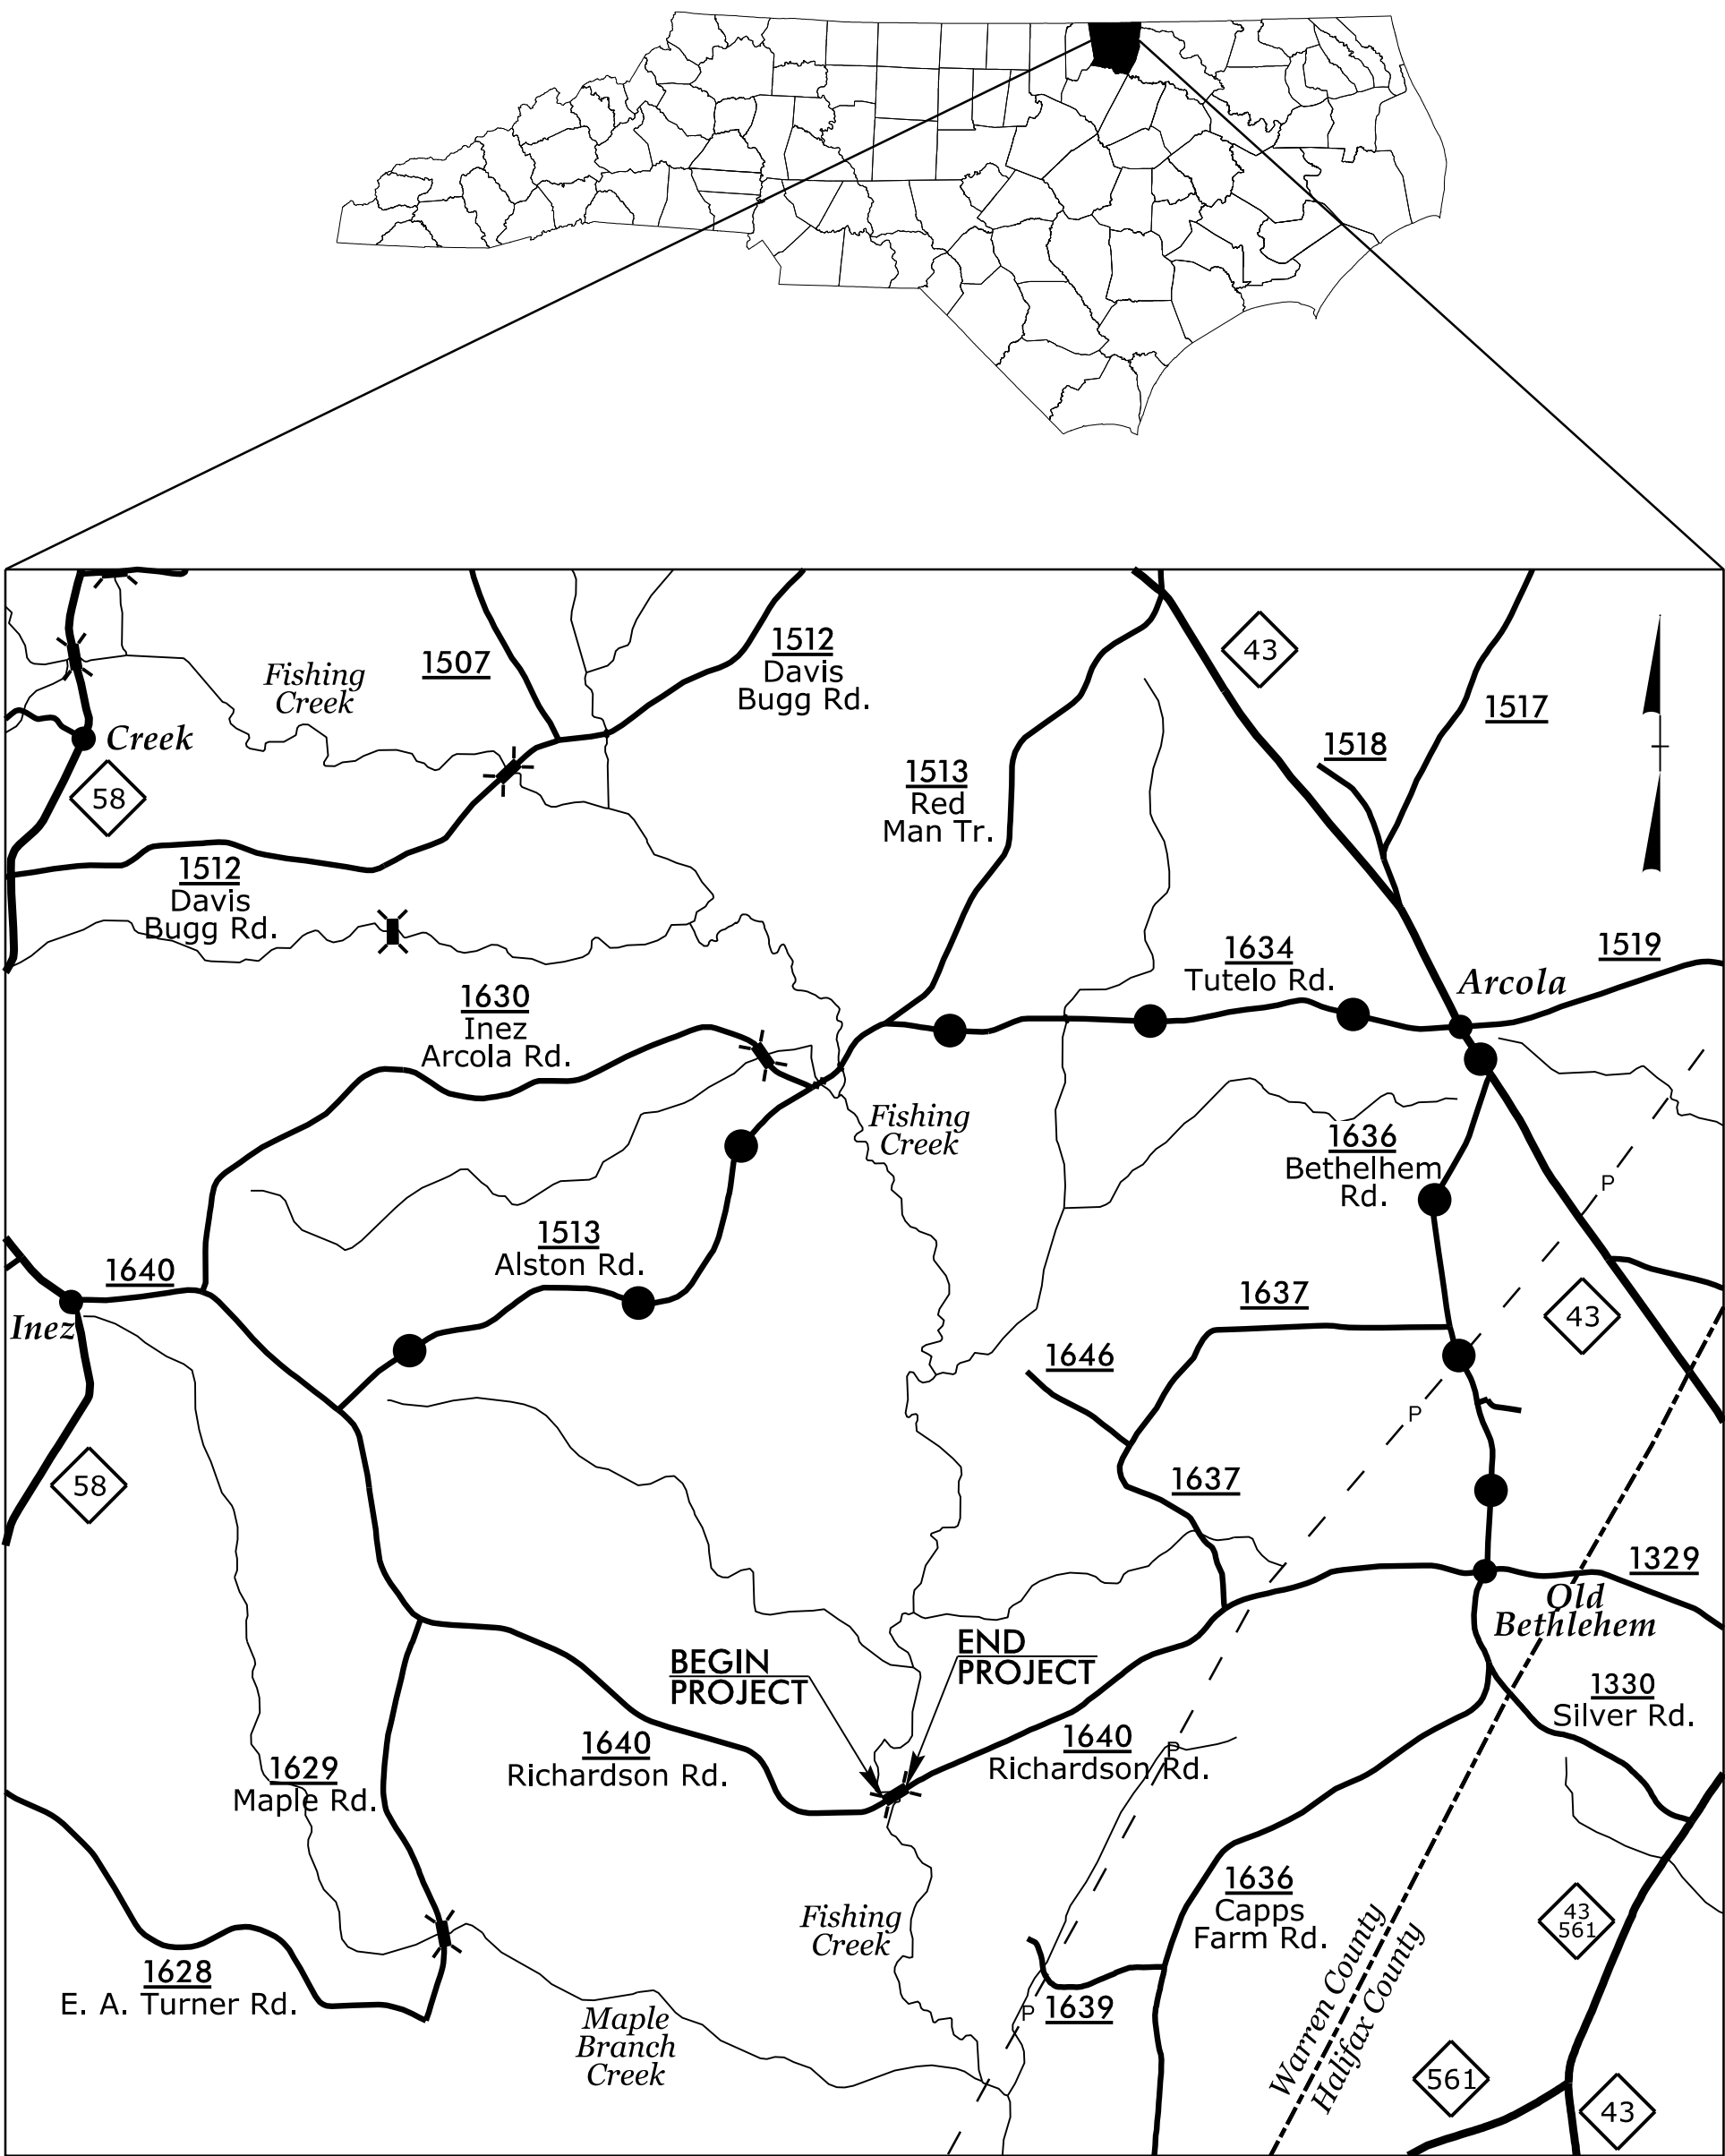 43
1512
Davis
Bugg Rd.
1507
Fishing
Creek
1517
Creek
1518
58
1513
Red
Man Tr.
1512
Davis
Bugg Rd.
1634
Tutelo Rd.
1519
Arcola
1630
Inez
Arcola Rd.
Fishing
Creek
1636
Bethelhem
Rd.
P
1513
Alston Rd.
1640
Inez
1637
43
1646
P
58
1637
1329
Old
Bethlehem
BEGIN
PROJECT
END
PROJECT
1330
Silver Rd.
1640
Richardson Rd.
1640
Richardson Rd.
P
1629
Maple Rd.
1636
Capps
Farm Rd.
43
561
Fishing
Creek
Warren County
Halifax County
1628
E. A. Turner Rd.
P
1639
Maple
Branch
Creek
561
43